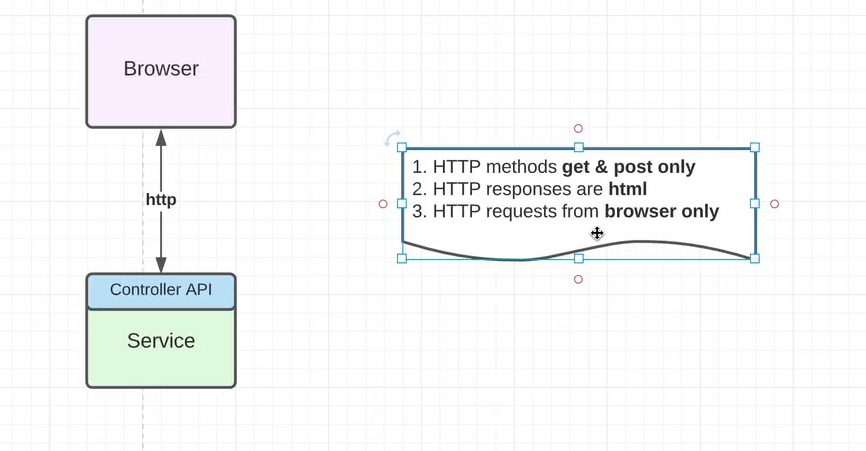 Browser
http
Controller API
Service
1. HTTP methods get & post only
2. HTTP responses are html
3. HTTP requests from browser only